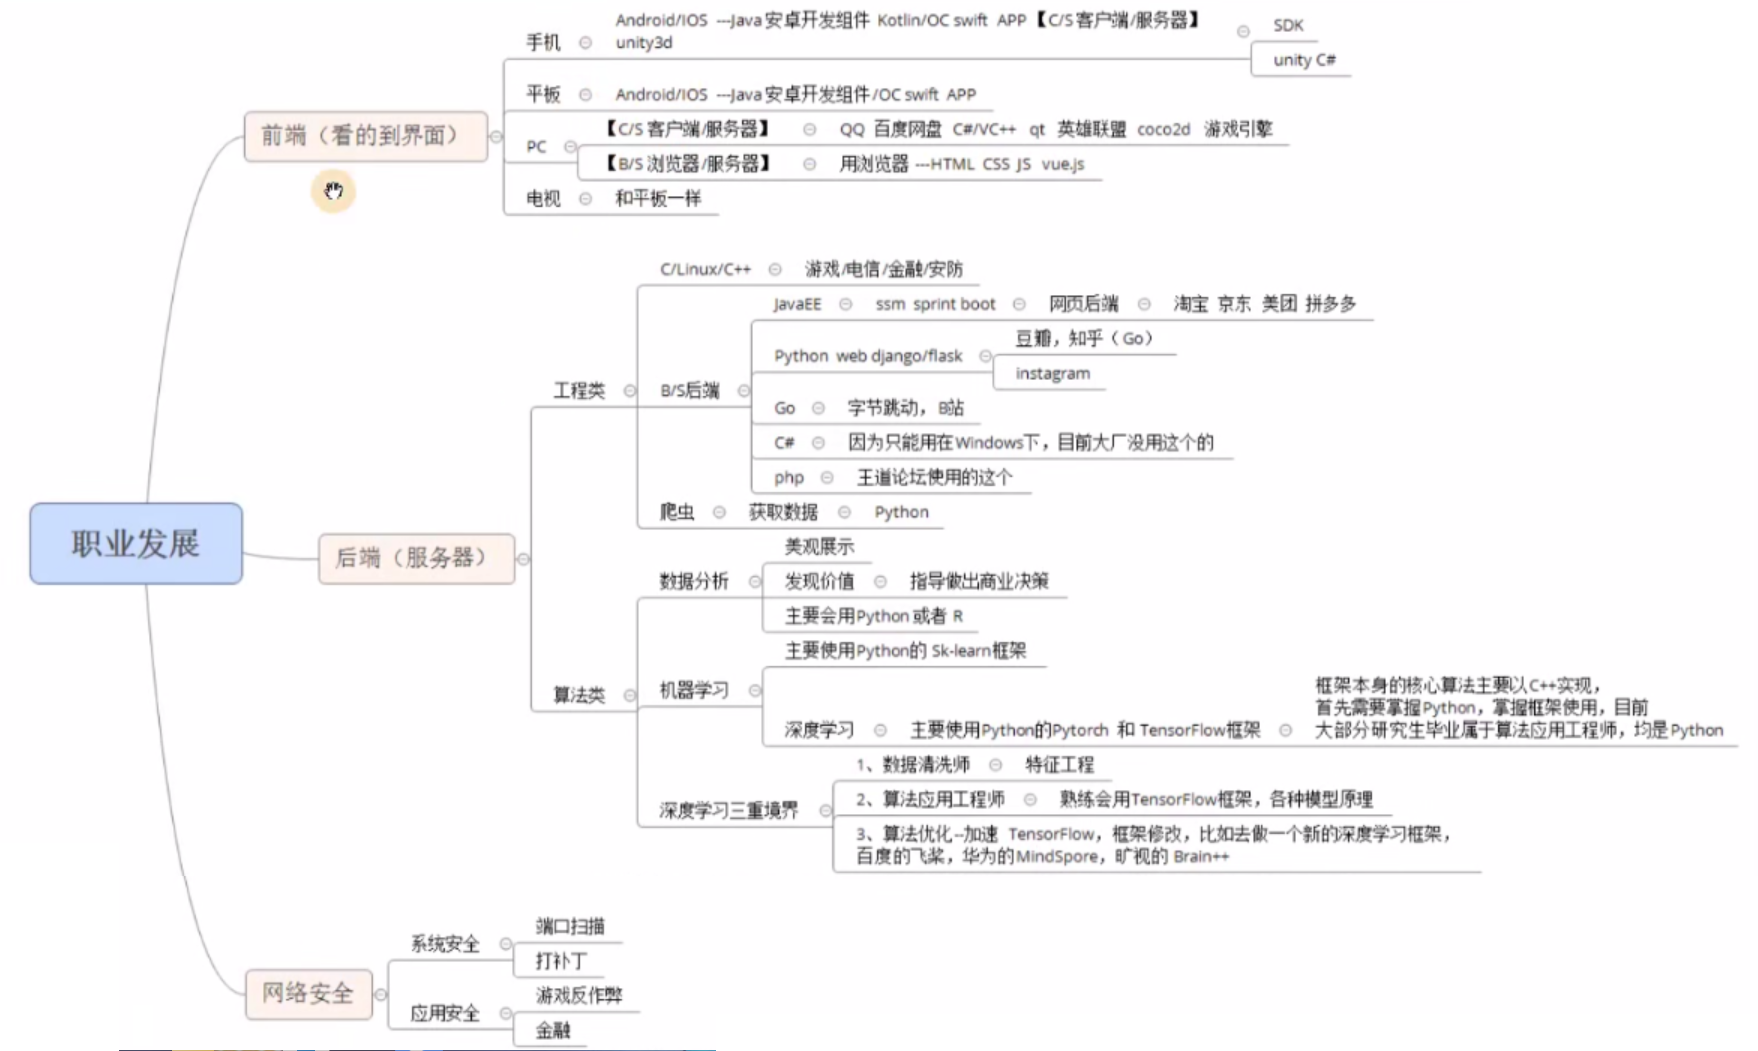 职业发展
前端（看的到界面）
手机
Android/IOS ---Java安卓开发组件 Kotlin/OC swift APP【C/S客户端/服务器】
unity3d
SDK
unity C#
平板
Android/IOS ---Java安卓开发组件/OC swift APP
PC
【C/S客户端/服务器】
QQ 百度网盘 C#/VC++ qt 英雄联盟 coco2d 游戏引擎
【B/S浏览器/服务器】
用浏览器 ---HTML CSS JS vue.js
电视
和平板一样
后端（服务器）
工程类
C/Linux/C++
游戏/电信/金融/安防
B/S后端
JavaEE
ssm sprint boot
网页后端
淘宝 京东 美团 拼多多
Python web django/flask
豆瓣，知乎（Go）
instagram
Go
字节跳动，B站
C#
因为只能用在Windows下，目前大厂没用这个的
php
王道论坛使用的这个
爬虫
获取数据
Python
算法类
数据分析
美观展示
发现价值
指导做出商业决策
主要会用Python或者 R
机器学习
主要使用Python的 Sk-learn框架
深度学习
主要使用Python的Pytorch 和 TensorFlow框架
框架本身的核心算法主要以C++实现，
首先需要掌握Python，掌握框架使用，目前
大部分研究生毕业属于算法应用工程师，均是Python
深度学习三重境界
1、数据清洗师
特征工程
2、算法应用工程师
熟练会用TensorFlow框架，各种模型原理
3、算法优化--加速 TensorFlow，框架修改，比如去做一个新的深度学习框架，
百度的飞桨，华为的MindSpore，旷视的 Brain++
网络安全
系统安全
端口扫描
打补丁
应用安全
游戏反作弊
金融